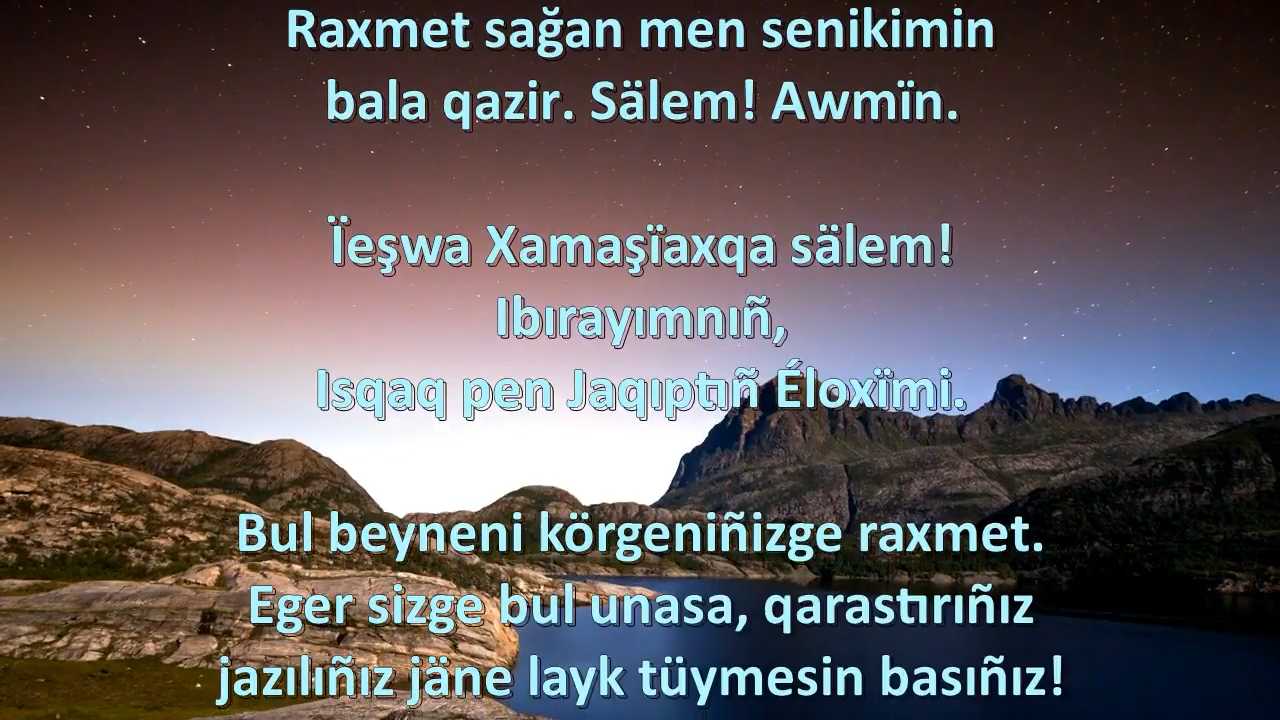 Raxmet sağan men senikimin
bala qazir. Sälem! Awmïn.
Ïeşwa Xamaşïaxqa sälem!
Ibırayımnıñ,
Isqaq pen Jaqıptıñ Éloxïmi.
Bul beyneni körgeniñizge raxmet.
Eger sizge bul unasa, qarastırıñız
jazılıñız jäne layk tüymesin basıñız!